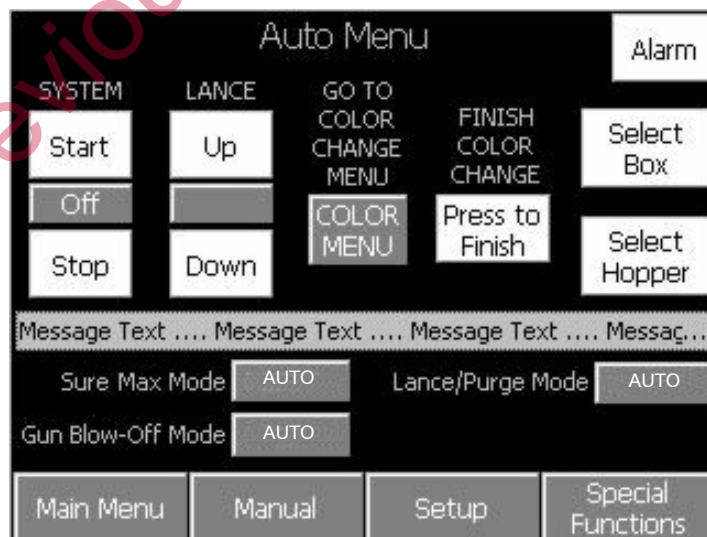 Auto Menu
Alarm
SYSTEM
Start
Off
Stop
LANCE
Up
Down
GO TO
COLOR
CHANGE
MENU
COLOR
MENU
FINISH
COLOR
CHANGE
Press to
Finish
Select
Box
Select
Hopper
Message Text .... Message Text .... Message Text .... Messag...
Sure Max Mode AUTO
Lance/Purge Mode AUTO
Gun Blow-Off Mode AUTO
Main Menu
Manual
Setup
Special
Functions